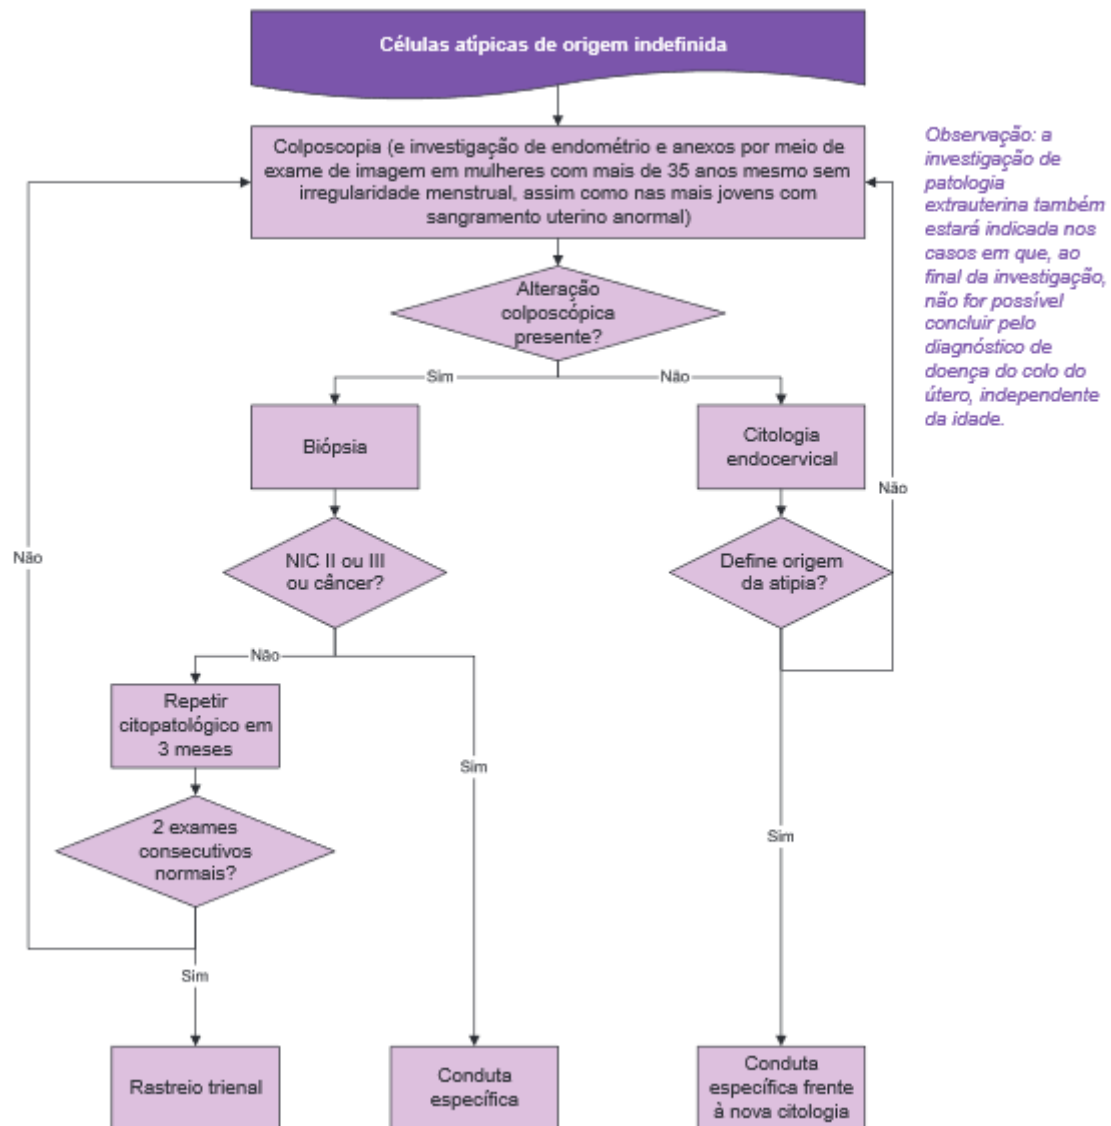 Células atípicas de origem indefinida
Colposcopia (e investigação de endométrio e anexos por meio de
exame de imagem em mulheres com mais de 35 anos mesmo sem
irregularidade menstrual, assim como nas mais jovens com
sangramento uterino anormal)
Observação: a
investigação de
patologia
extrauterina também
estará indicada nos
casos em que, ao
final da investigação,
não for possível
concluir pelo
diagnóstico de
doença do colo do
útero, independente
da idade.
Alteração
colposcópica
presente?
Sim
Não
Biópsia
Citologia
endocervical
Não
Não
NIC II ou III
ou câncer?
Define origem
da atipia?
Não
Repetir
citopatológico em
3 meses
Sim
2 exames
consecutivos
normais?
Sim
Sim
Rastreio trienal
Conduta
específica
Conduta
específica frente
à nova citologia